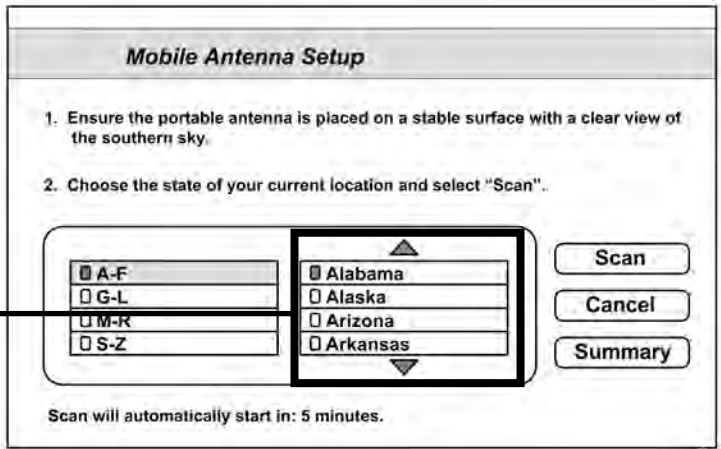 Mobile Antenna Setup
1. Ensure the portable antenna is placed on a stable surface with a clear view of
the southern sky.
2. Choose the state of your current location and select "Scan".
A-F
G-L
M-R
S-Z
Alabama
Alaska
Arizona
Arkansas
Scan
Cancel
Summary
Scan will automatically start in: 5 minutes.